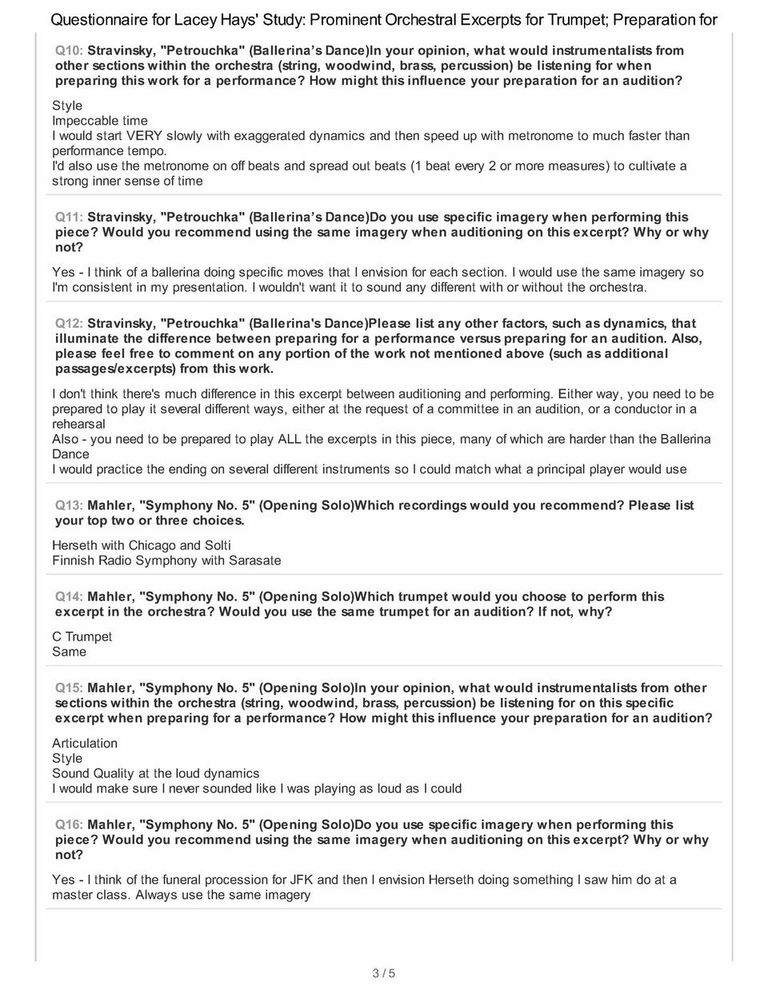 Questionnaire for Lacey Hays' Study: Prominent Orchestral Excerpts for Trumpet; Preparation for
Q10: Stravinsky, "Petrouchka" (Ballerina's Dance)In your opinion, what would instrumentalists from
other sections within the orchestra (string, woodwind, brass, percussion) be listening for when
preparing this work for a performance? How might this influence your preparation for an audition?
Style
Impeccable time
I would start VERY slowly with exaggerated dynamics and then speed up with metronome to much faster than
performance tempo.
I'd also use the metronome on off beats and spread out beats (1 beat every 2 or more measures) to cultivate a
strong inner sense of time
Q11: Stravinsky, "Petrouchka" (Ballerina's Dance)Do you use specific imagery when performing this
piece? Would you recommend using the same imagery when auditioning on this excerpt? Why or why
not?
Yes - I think of a ballerina doing specific moves that I envision for each section. I would use the same imagery so
I'm consistent in my presentation. I wouldn't want it to sound any different with or without the orchestra.
Q12: Stravinsky, "Petrouchka" (Ballerina's Dance)Please list any other factors, such as dynamics, that
illuminate the difference between preparing for a performance versus preparing for an audition. Also,
please feel free to comment on any portion of the work not mentioned above (such as additional
passages/excerpts) from this work.
I don't think there's much difference in this excerpt between auditioning and performing. Either way, you need to be
prepared to play it several different ways, either at the request of a committee in an audition, or a conductor in a
rehearsal
Also - you need to be prepared to play ALL the excerpts in this piece, many of which are harder than the Ballerina
Dance
I would practice the ending on several different instruments so I could match what a principal player would use
Q13: Mahler, "Symphony No. 5" (Opening Solo)Which recordings would you recommend? Please list
your top two or three choices.
Herseth with Chicago and Solti
Finnish Radio Symphony with Sarasate
Q14: Mahler, "Symphony No. 5" (Opening Solo)Which trumpet would you choose to perform this
excerpt in the orchestra? Would you use the same trumpet for an audition? If not, why?
C Trumpet
Same
Q15: Mahler, "Symphony No. 5" (Opening Solo)In your opinion, what would instrumentalists from other
sections within the orchestra (string, woodwind, brass, percussion) be listening for on this specific
excerpt when preparing for a performance? How might this influence your preparation for an audition?
Articulation
Style
Sound Quality at the loud dynamics
I would make sure I never sounded like I was playing as loud as I could
Q16: Mahler, "Symphony No. 5" (Opening Solo)Do you use specific imagery when performing this
piece? Would you recommend using the same imagery when auditioning on this excerpt? Why or why
not?
Yes - I think of the funeral procession for JFK and then I envision Herseth doing something I saw him do at a
master class. Always use the same imagery
3 / 5